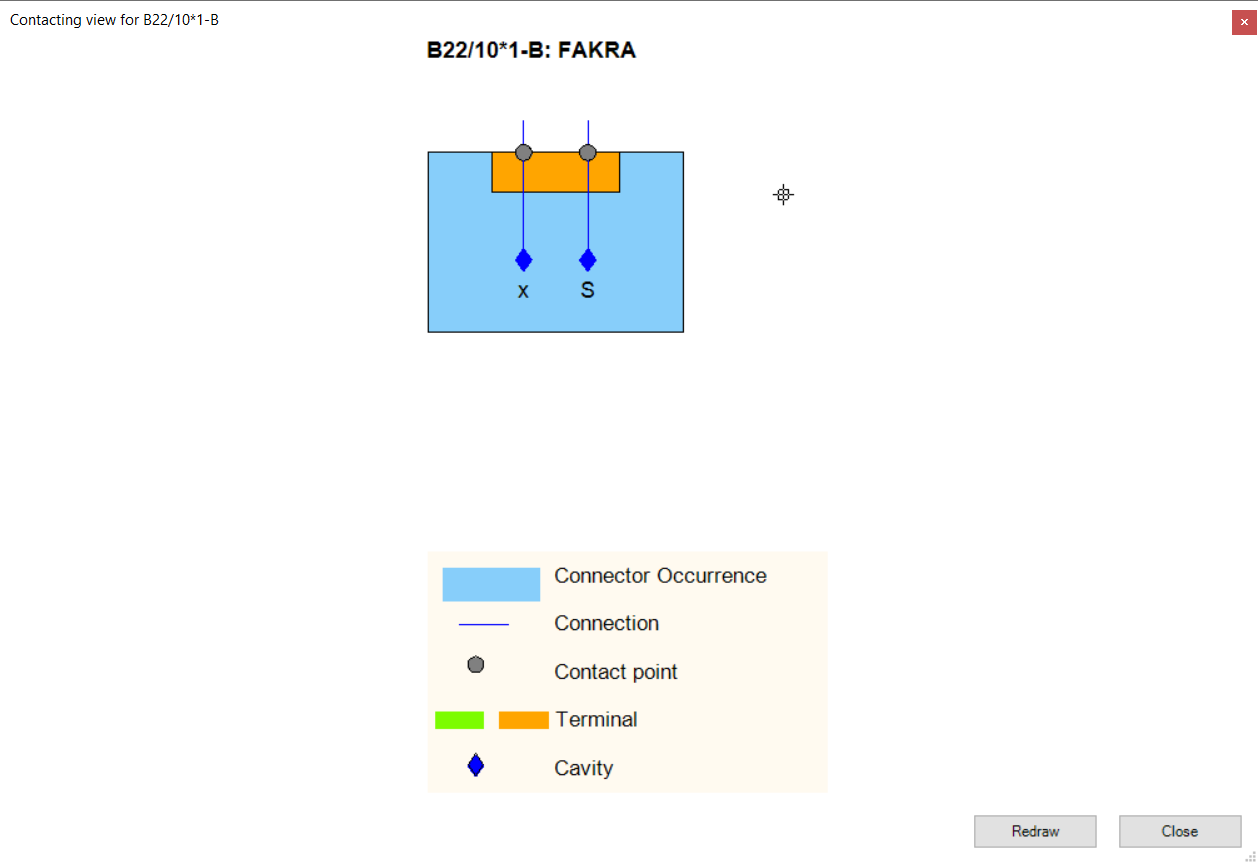 Contacting view for B22/10*1-B
B22/10*1-B: FAKRA
x S
Connector Occurrence
Connection
Contact point
Terminal
Cavity
Redraw Close